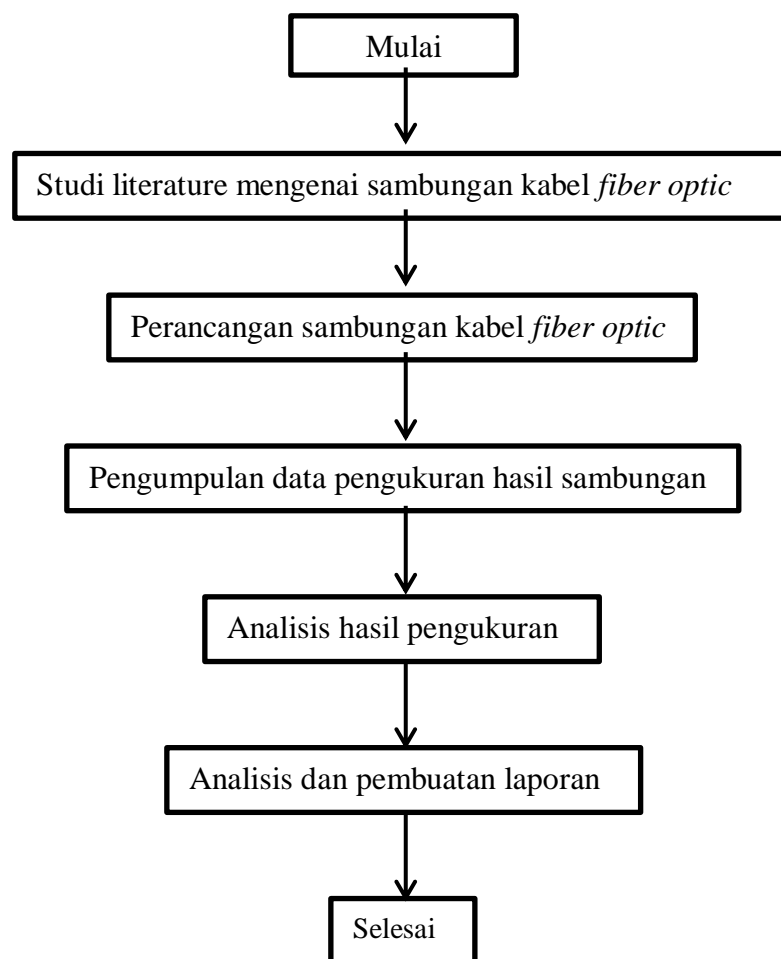 Mulai
Studi literature mengenai sambungan kabel fiber optic
Perancangan sambungan kabel fiber optic
Pengumpulan data pengukuran hasil sambungan
Analisis hasil pengukuran
Analisis dan pembuatan laporan
Selesai